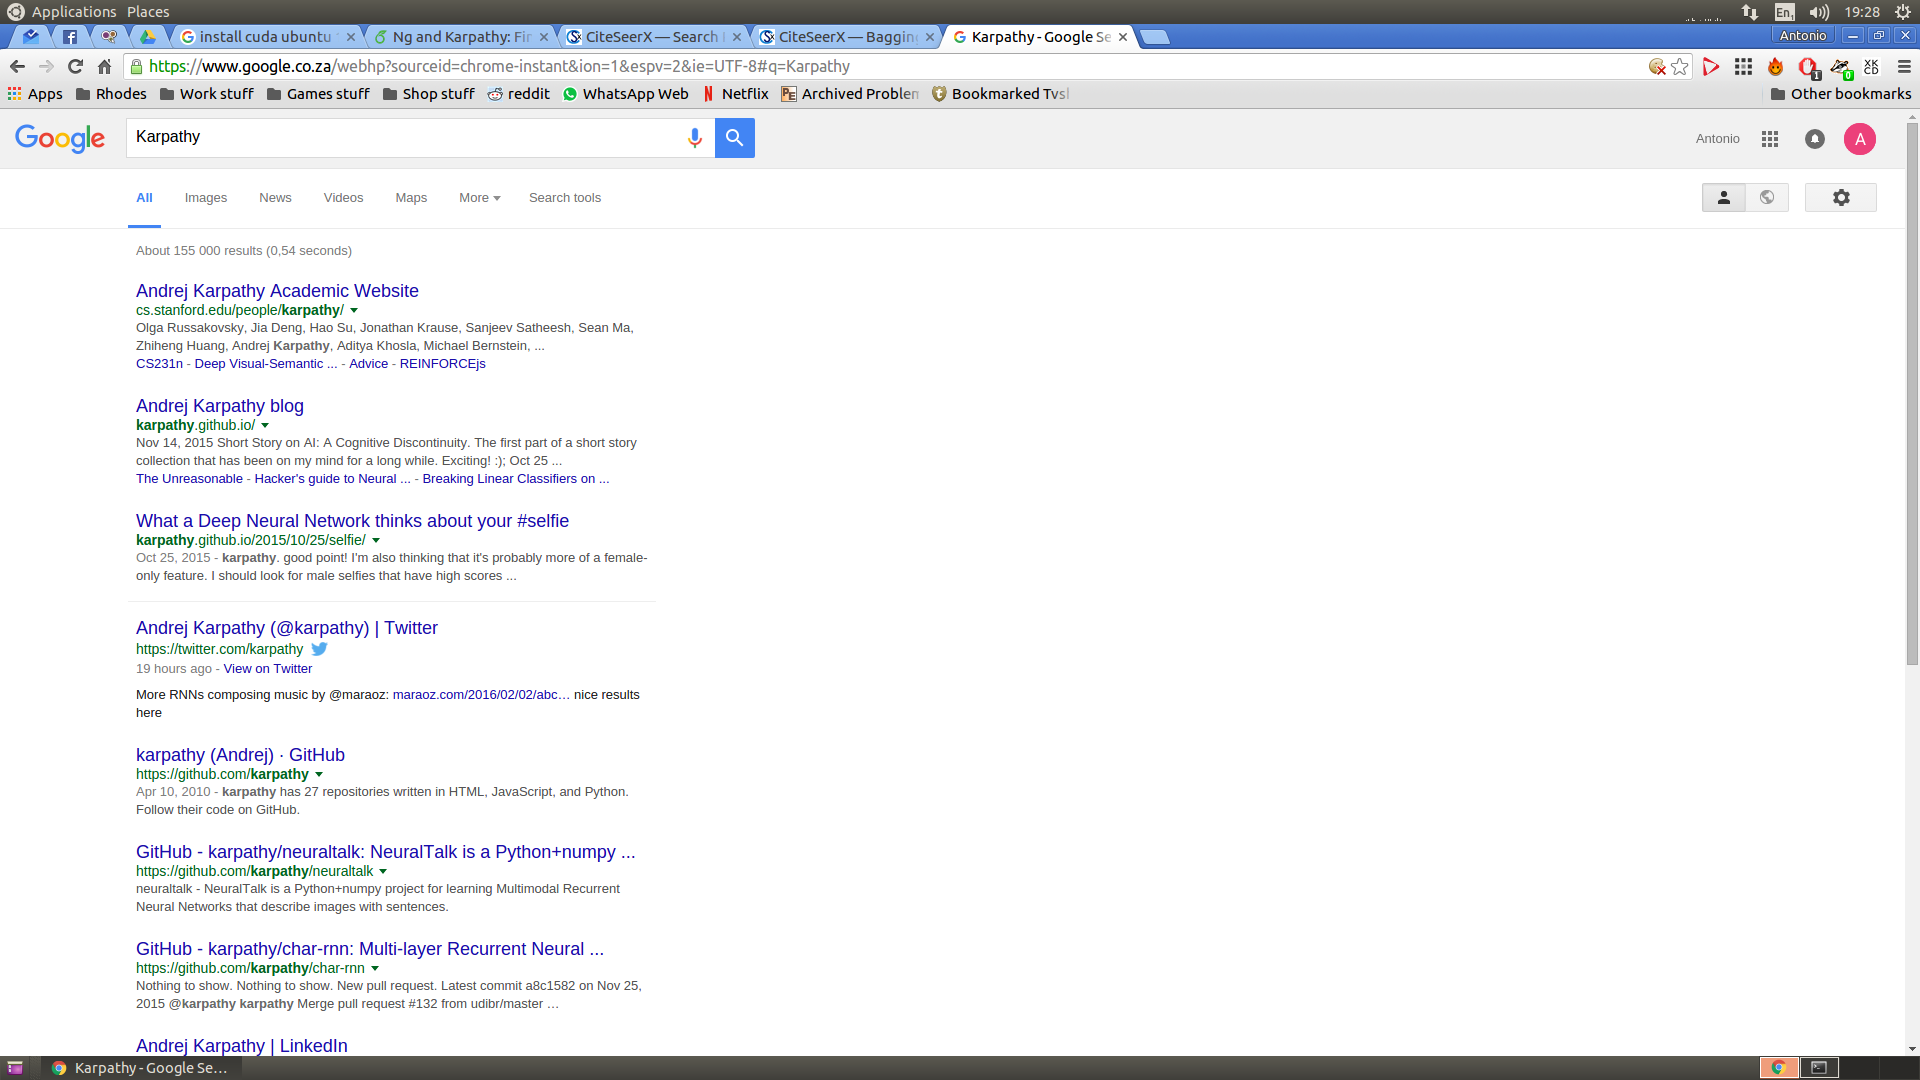 Applications Places
En 19:28
install cuda ubuntu
Ng and Karpathy: Fi
CiteSeerX — Search
CiteSeerX — Bagging
Karpathy - Google Se
Antonio
https://www.google.co.za/webhp?sourceid=chrome-instant&ion=1&espv=2&ie=UTF-8#q=Karpathy
1 0 XK CD
Apps Rhodes Work stuff Games stuff Shop stuff reddit WhatsApp Web Netflix Archived Problem Bookmarked Tvsl Other bookmarks
Google Karpathy Antonio A
All Images News Videos Maps More Search tools
About 155 000 results (0,54 seconds)
Andrej Karpathy Academic Website
cs.stanford.edu/people/karpathy/
Olga Russakovsky, Jia Deng, Hao Su, Jonathan Krause, Sanjeev Satheesh, Sean Ma,
Zhiheng Huang, Andrej Karpathy, Aditya Khosla, Michael Bernstein, ...
CS231n - Deep Visual-Semantic ... - Advice - REINFORCEjs
Andrej Karpathy blog
karpathy.github.io/
Nov 14, 2015 Short Story on AI: A Cognitive Discontinuity. The first part of a short story
collection that has been on my mind for a long while. Exciting! :); Oct 25 ...
The Unreasonable - Hacker's guide to Neural ... - Breaking Linear Classifiers on ...
What a Deep Neural Network thinks about your #selfie
karpathy.github.io/2015/10/25/selfie/
Oct 25, 2015 - karpathy. good point! I'm also thinking that it's probably more of a female-
only feature. I should look for male selfies that have high scores ...
Andrej Karpathy (@karpathy) | Twitter
https://twitter.com/karpathy
19 hours ago - View on Twitter
More RNNs composing music by @maraoz: maraoz.com/2016/02/02/abc… nice results
here
karpathy (Andrej) · GitHub
https://github.com/karpathy
Apr 10, 2010 - karpathy has 27 repositories written in HTML, JavaScript, and Python.
Follow their code on GitHub.
GitHub - karpathy/neuraltalk: NeuralTalk is a Python+numpy ...
https://github.com/karpathy/neuraltalk
neuraltalk - NeuralTalk is a Python+numpy project for learning Multimodal Recurrent
Neural Networks that describe images with sentences.
GitHub - karpathy/char-rnn: Multi-layer Recurrent Neural ...
https://github.com/karpathy/char-rnn
Nothing to show. Nothing to show. New pull request. Latest commit a8c1582 on Nov 25,
2015 @karpathy karpathy Merge pull request #132 from udibr/master …
Andrej Karpathy | LinkedIn
Karpathy - Google Se...